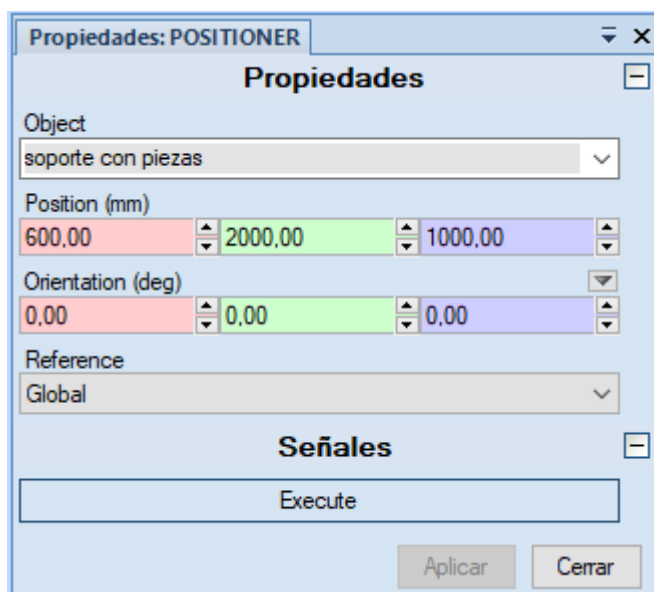 Propiedades: POSITIONER
Propiedades
Object
soporte con piezas
Position (mm)
600,00 2000,00 1000,00
Orientation (deg)
0,00 0,00 0,00
Reference
Global
Señales
Execute
Aplicar Cerrar